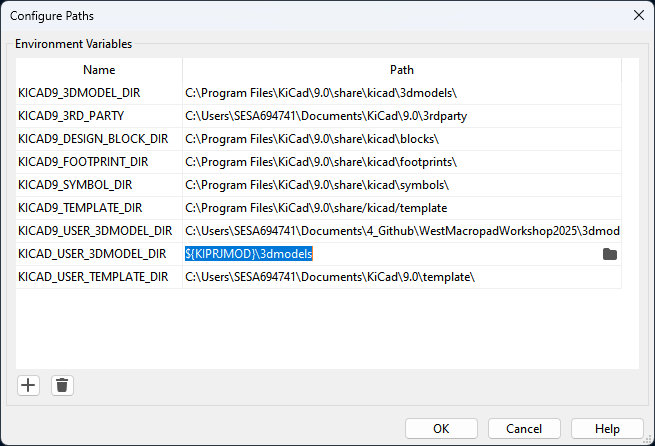 Configure Paths
Environment Variables
Name Path
KICAD9_3DMODEL_DIR C:\Program Files\KiCad\9.0\share\kicad\3dmodels\
KICAD9_3RD_PARTY C:\Users\SESA694741\Documents\KiCad\9.0\3rdparty
KICAD9_DESIGN_BLOCK_DIR C:\Program Files\KiCad\9.0\share\kicad\blocks\
KICAD9_FOOTPRINT_DIR C:\Program Files\KiCad\9.0\share\kicad\footprints\
KICAD9_SYMBOL_DIR C:\Program Files\KiCad\9.0\share\kicad\symbols\
KICAD9_TEMPLATE_DIR C:\Program Files\KiCad\9.0\share/kicad/template
KICAD9_USER_3DMODEL_DIR C:\Users\SESA694741\Documents\4_Github\WestMacropadWorkshop2025\3dmod
KICAD_USER_3DMODEL_DIR ${KIPRJMOD}\3dmodels
KICAD_USER_TEMPLATE_DIR C:\Users\SESA694741\Documents\KiCad\9.0\template\
OK Cancel Help